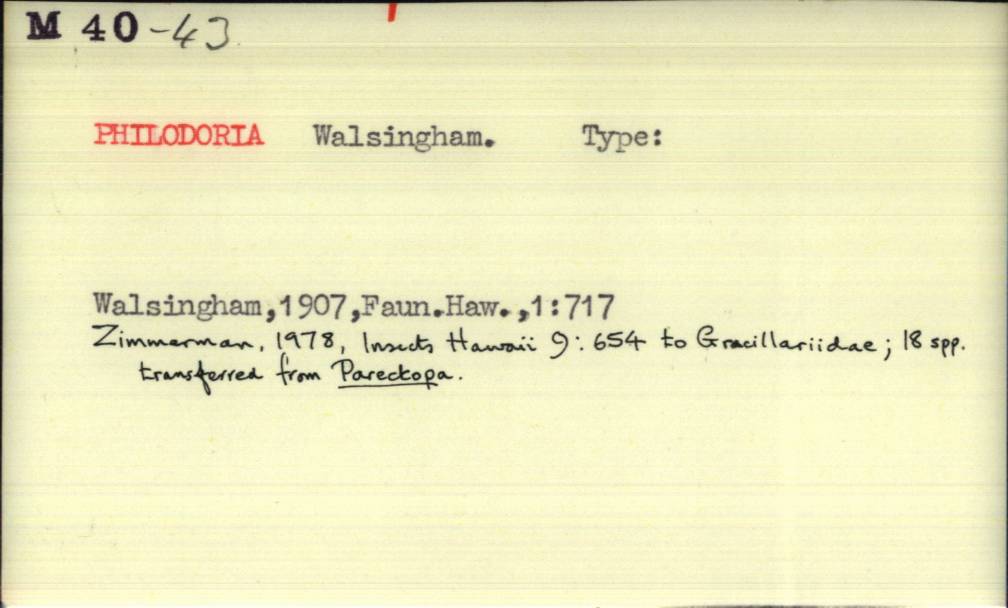 M 40-43
PHILODORIA Walsingham. Type:
Walsingham,1907,Faun.Haw.,1:717
Zimmerman, 1978, Insects Hawaii 9: 654 to Gracillariidae; 18 spp.
transferred from Parectopa.